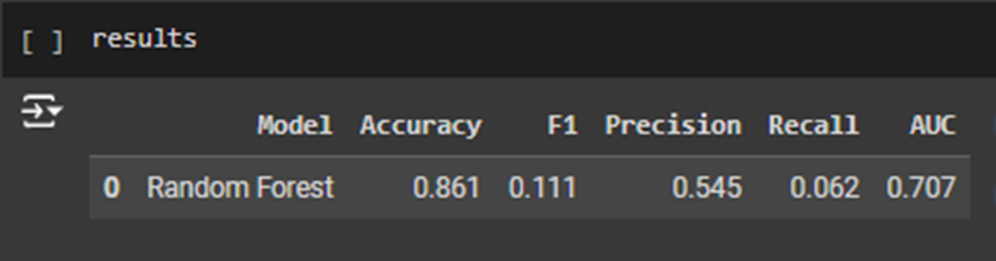 [ ] results
Model Accuracy F1 Precision Recall AUC
0 Random Forest 0.861 0.111 0.545 0.062 0.707